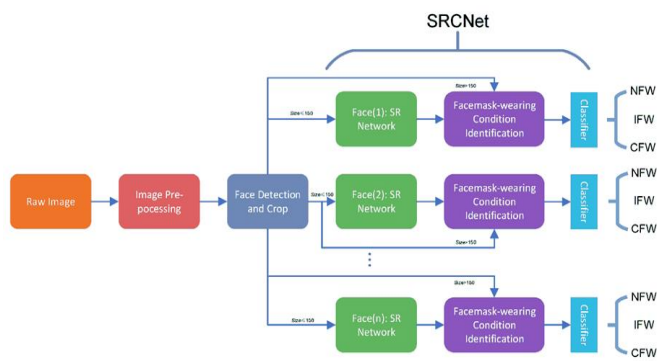 SRCNet
Size>150
Size≤150
Face(1): SR
Network
Facemask-wearing
Condition
Identification
Classifier
NFW
IFW
CFW
Raw Image
Image Pre-
pocessing
Face Detection
and Crop
Size≤150
Face(2): SR
Network
Facemask-wearing
Condition
Identification
Classifier
NFW
IFW
CFW
Size>150
⋮
Size>150
Size≤150
Face(n): SR
Network
Facemask-wearing
Condition
Identification
Classifier
NFW
IFW
CFW